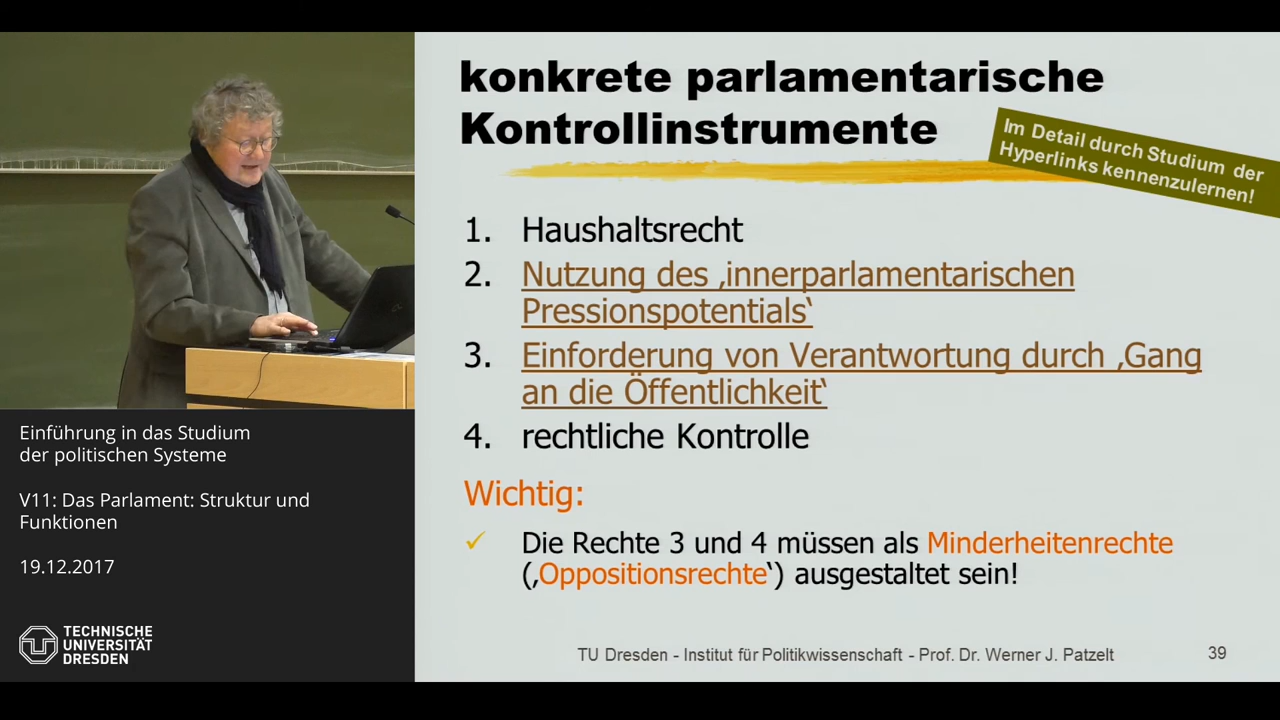 konkrete parlamentarische
Kontrollinstrumente
Im Detail durch Studium der
Hyperlinks kennenzulernen!
1. Haushaltsrecht
2. Nutzung des ‚innerparlamentarischen
Pressionspotentials‘
3. Einforderung von Verantwortung durch ‚Gang
an die Öffentlichkeit‘
4. rechtliche Kontrolle
Wichtig:
✓ Die Rechte 3 und 4 müssen als Minderheitenrechte
(‚Oppositionsrechte‘) ausgestaltet sein!
TU Dresden - Institut für Politikwissenschaft - Prof. Dr. Werner J. Patzelt
39
Einführung in das Studium
der politischen Systeme
V11: Das Parlament: Struktur und
Funktionen
19.12.2017
TECHNISCHE
UNIVERSITÄT
DRESDEN